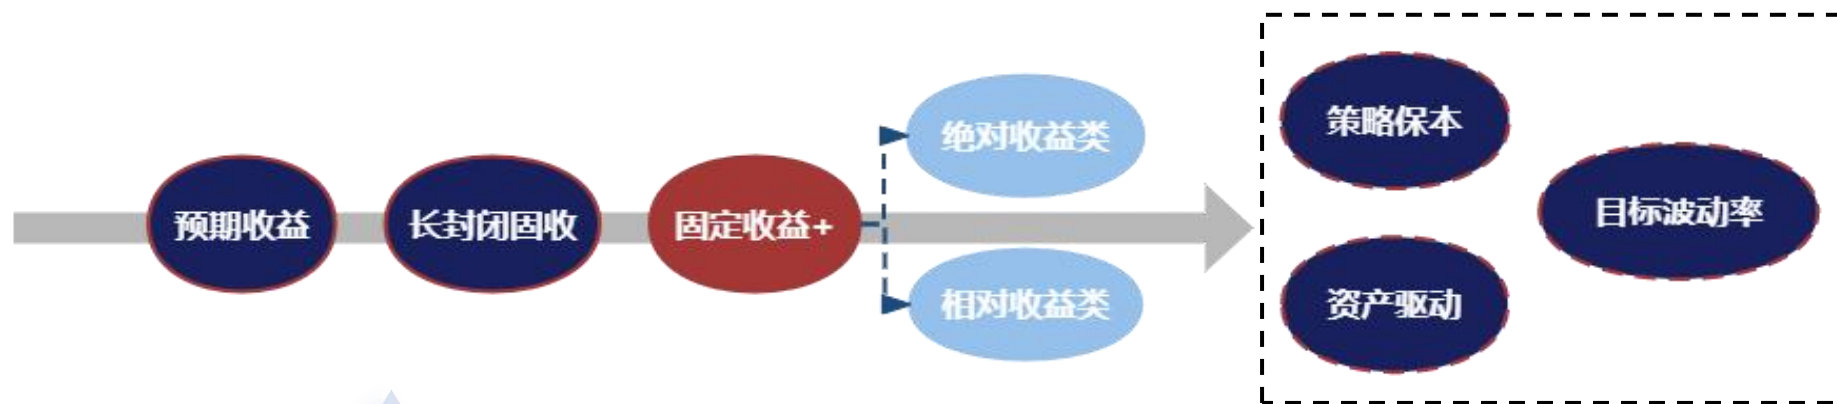 预期收益
长封闭固收
固定收益+
绝对收益类
相对收益类
策略保本
资产驱动
目标波动率